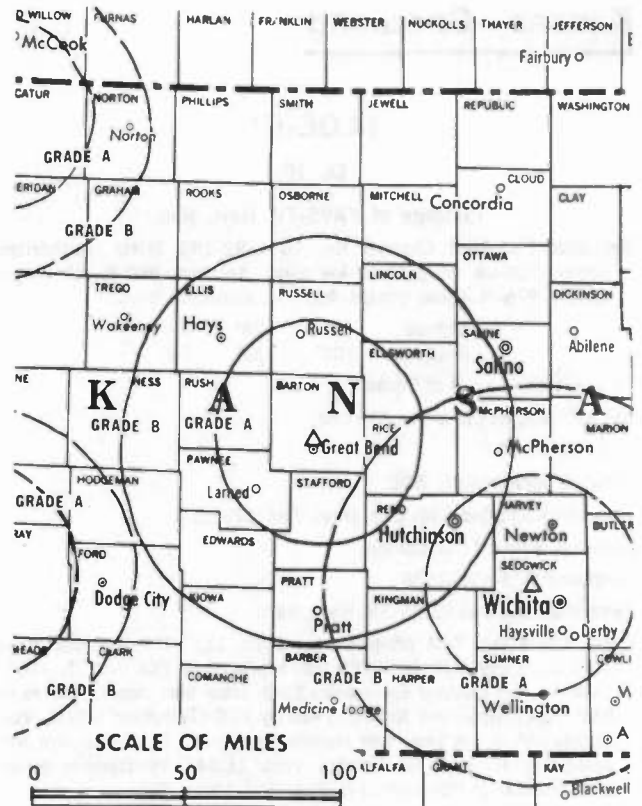 D WILLOW FURNAS HARLAN FRANKLIN WEBSTER NUCKOLLS THAYER JEFFERSON
McCook Fairbury
CATUR NORTON PHILLIPS SMITH JEWELL REPUBLIC WASHINGTON
Norton
GRADE A CLOUD
ERIDAN GRAHAM ROOKS OSBORNE MITCHELL Concordia CLAY
GRADE B OTTAWA
LINCOLN
TREGO ELLIS RUSSELL DICKINSON
Wakeeney Hays Russell SALINE Abilene
ELLSWORTH Salina
NE NESS RUSH BARTON
K A N S A
GRADE B GRADE A RICE McPHERSON MARION
PAWNEE Great Bend McPHERSON
HODGEMAN STAFFORD
GRADE A Larned RENO HARVEY
RAY Hutchinson Newton BUTLER
FORD EDWARDS SEDGWICK
Dodge City KIOWA PRATT KINGMAN Wichita
Pratt Haysville Derby
MEADE CLARK BARBER SUMNER COWLI
GRADE B COMANCHE GRADE B HARPER GRADE A
Medicine Lodge Wellington W
SCALE OF MILES A
0 50 100 ALFALFA GRANT KAY
Blackwell